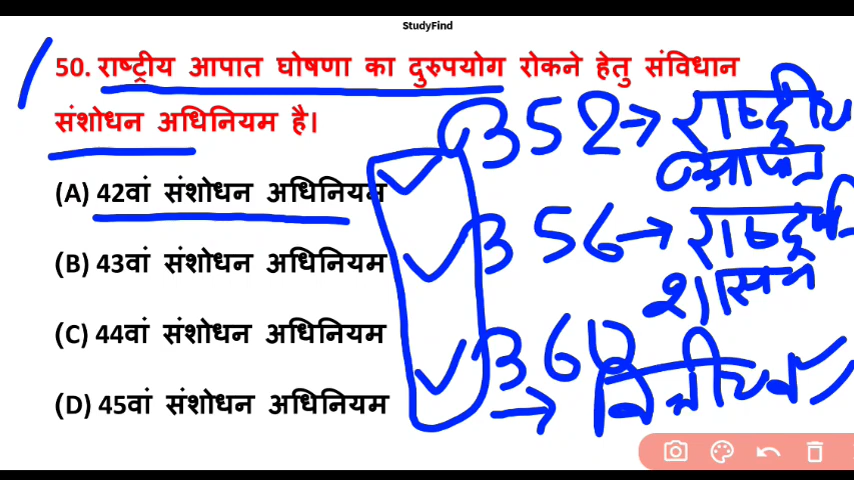 StudyFind
50. राष्ट्रीय आपात घोषणा का दुरुपयोग रोकने हेतु संविधान
संशोधन अधिनियम है।
(A) 42वां संशोधन अधिनियम
(B) 43वां संशोधन अधिनियम
(C) 44वां संशोधन अधिनियम
(D) 45वां संशोधन अधिनियम
352→ राष्ट्रीय
आपात
356→ राष्ट्रपति
शासन
360
→ वित्तीय